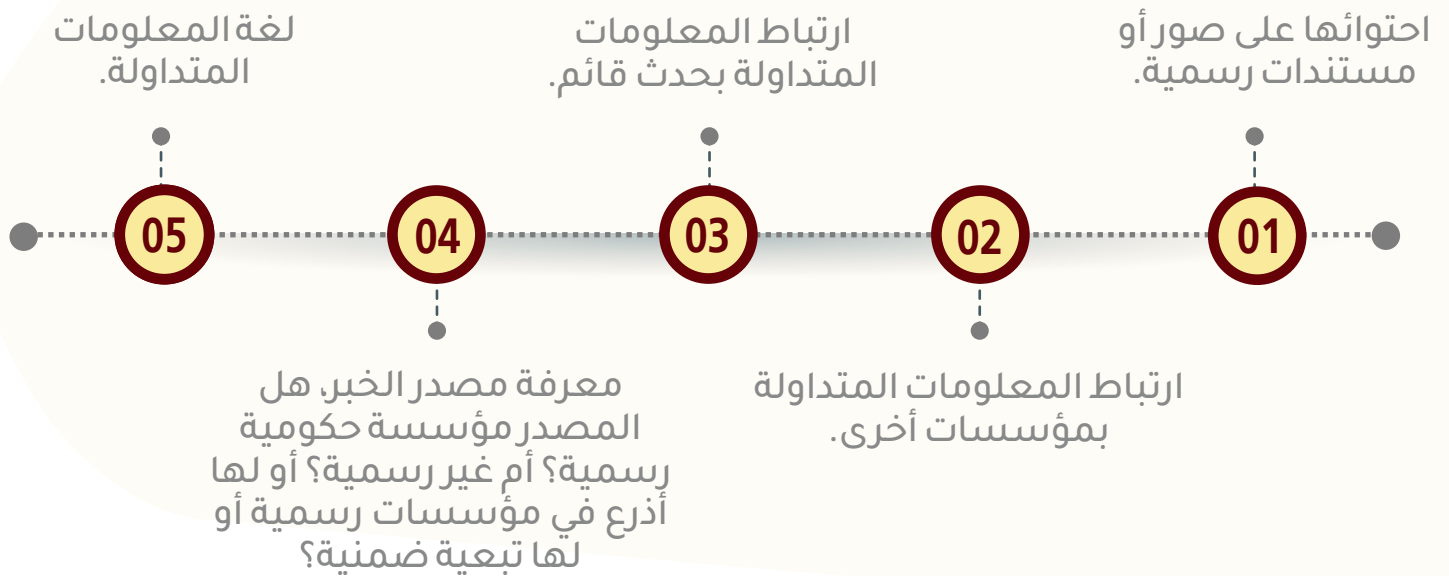 احتوائها على صور أو
مستندات رسمية.
01
02
ارتباط المعلومات المتداولة
بمؤسسات أخرى.
ارتباط المعلومات
المتداولة بحدث قائم.
03
04
معرفة مصدر الخبر، هل
المصدر مؤسسة حكومية
رسمية؟ أم غير رسمية؟ أو لها
أذرع في مؤسسات رسمية أو
لها تبعية ضمنية؟
لغة المعلومات
المتداولة.
05